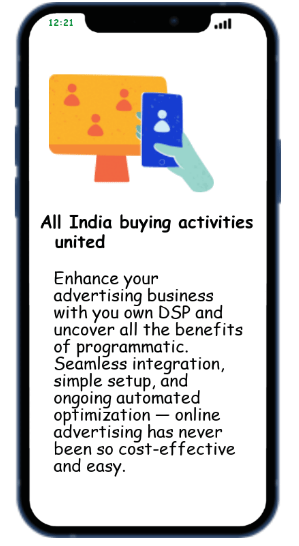 12:21
All India buying activities
united
Enhance your
advertising business
with you own DSP and
uncover all the benefits
of programmatic.
Seamless integration,
simple setup, and
ongoing automated
optimization — online
advertising has never
been so cost-effective
and easy.